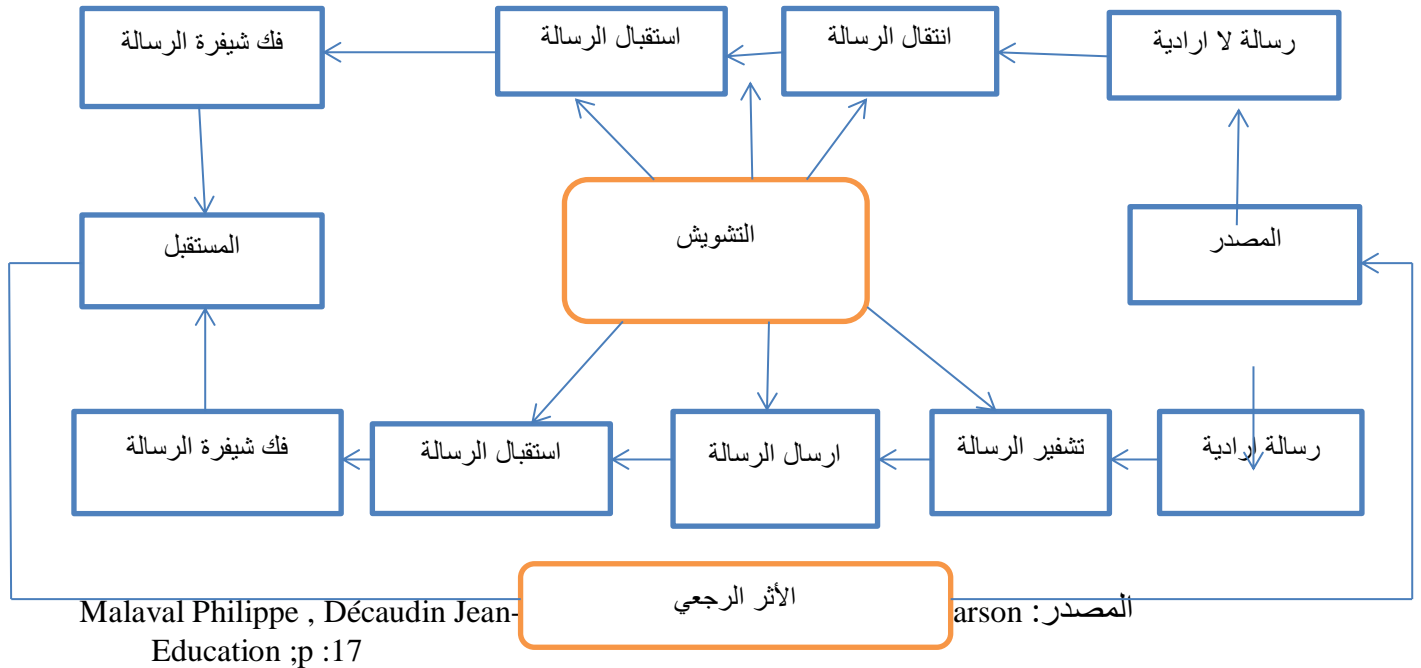 رسالة لا ارادية
انتقال الرسالة
استقبال الرسالة
فك شيفرة الرسالة
المصدر
التشويش
المستقبل
رسالة ارادية
تشفير الرسالة
ارسال الرسالة
استقبال الرسالة
فك شيفرة الرسالة
الأثر الرجعي
المصدر: Malaval Philippe , Décaudin Jean- arson
Education ;p :17